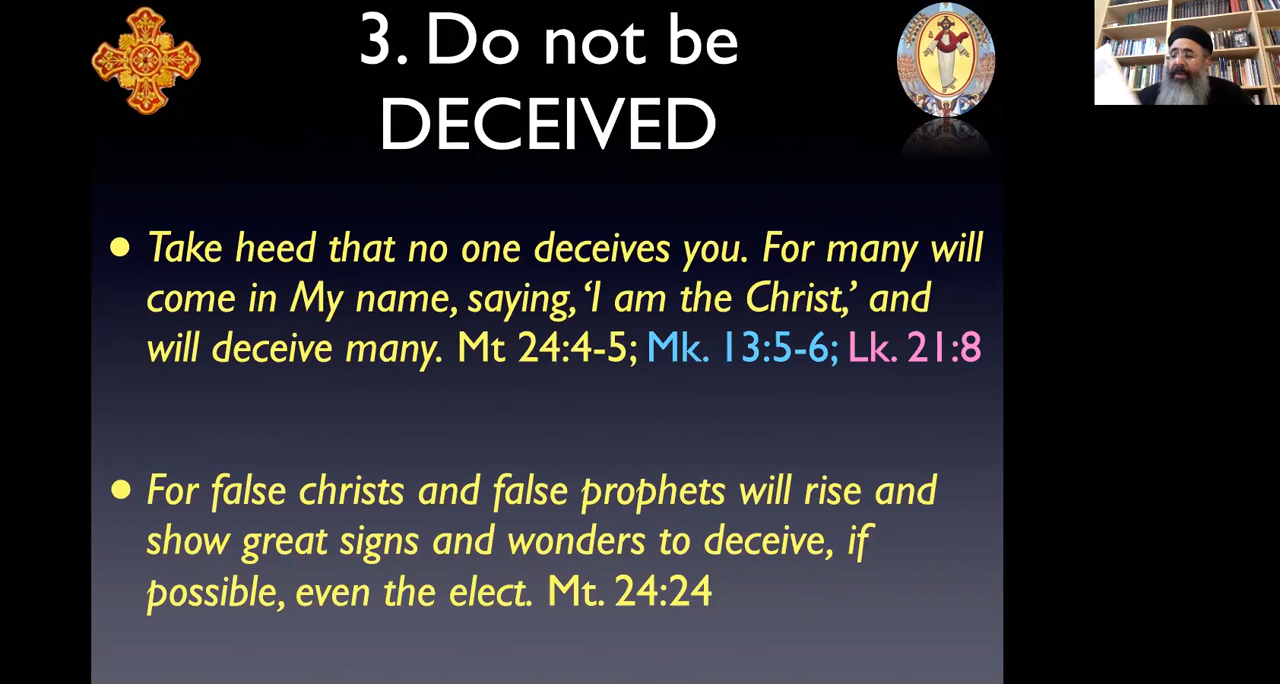 3. Do not be
DECEIVED
• Take heed that no one deceives you. For many will
come in My name, saying, ‘I am the Christ,’ and
will deceive many. Mt 24:4-5; Mk. 13:5-6; Lk. 21:8
• For false christs and false prophets will rise and
show great signs and wonders to deceive, if
possible, even the elect. Mt. 24:24